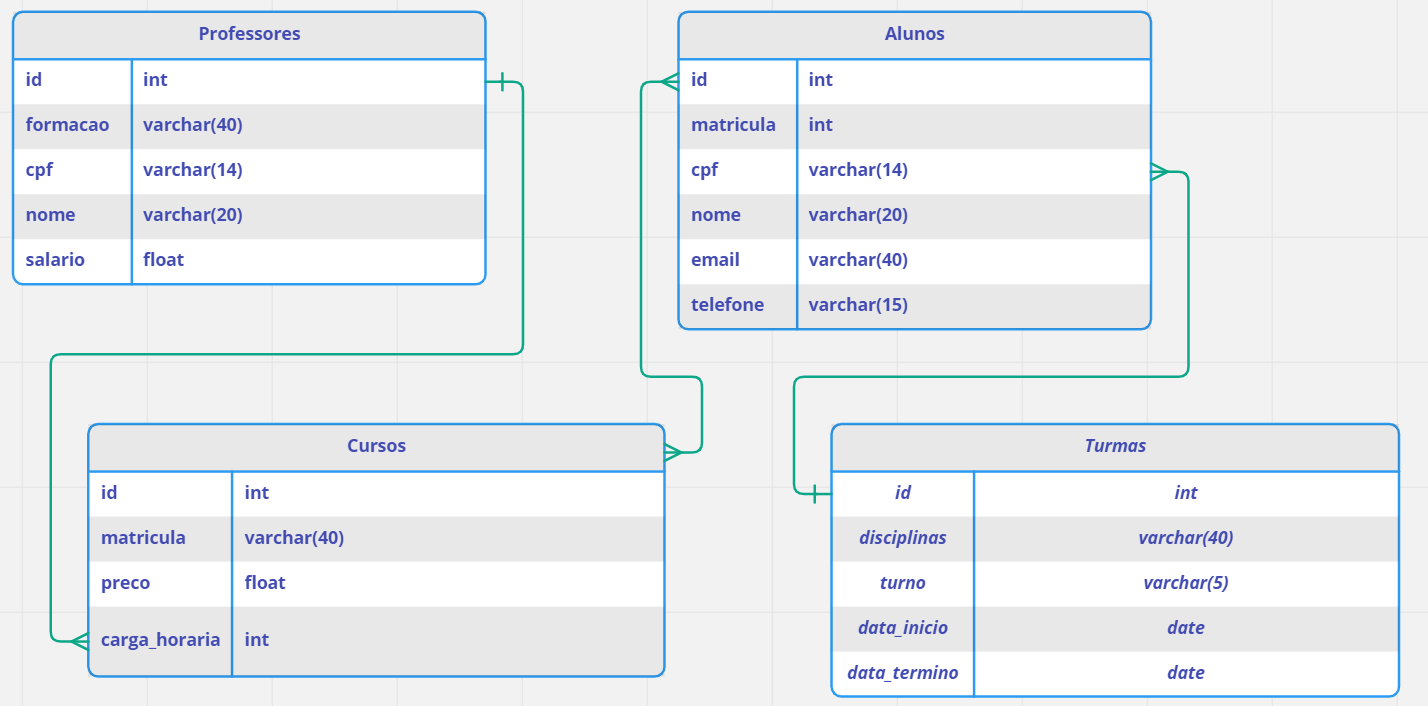 Professores
id int
formacao varchar(40)
cpf varchar(14)
nome varchar(20)
salario float
Alunos
id int
matricula int
cpf varchar(14)
nome varchar(20)
email varchar(40)
telefone varchar(15)
Cursos
id int
matricula varchar(40)
preco float
carga_horaria int
Turmas
id int
disciplinas varchar(40)
turno varchar(5)
data_inicio date
data_termino date